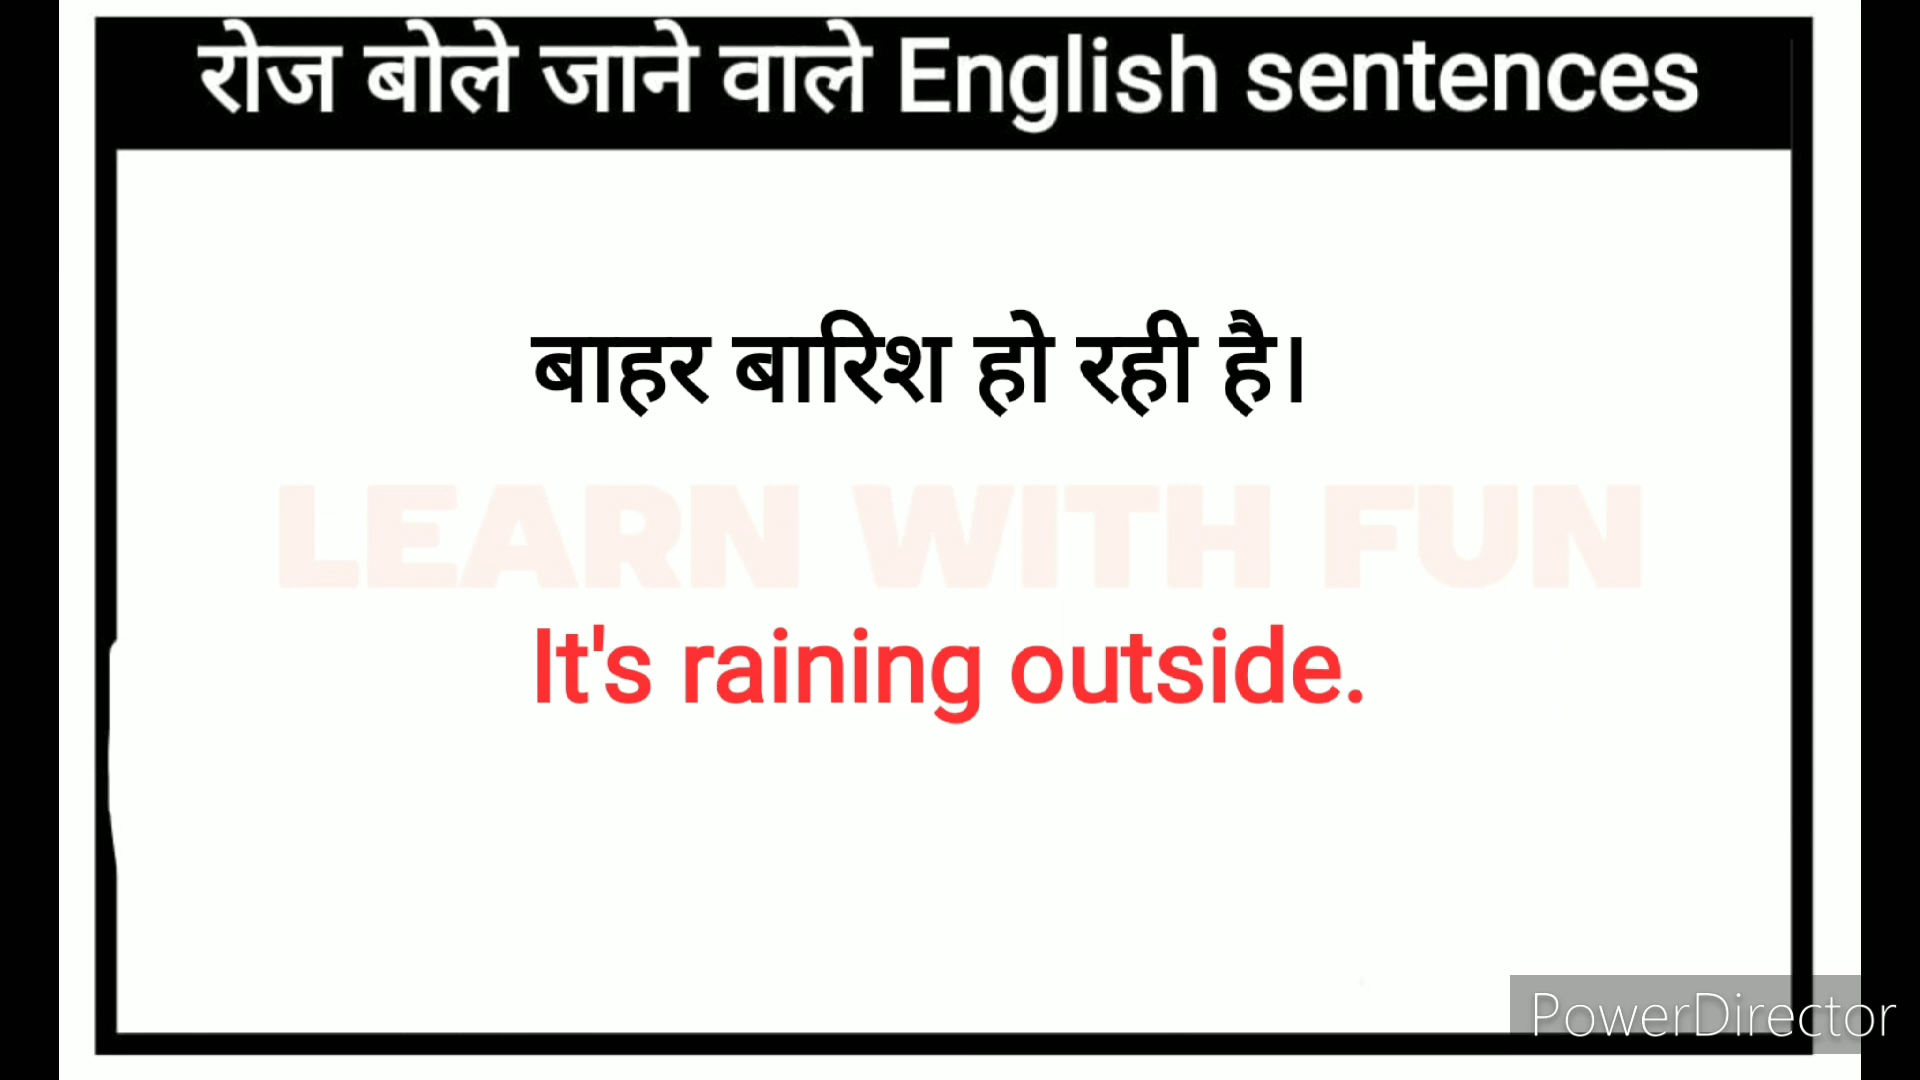 रोज बोले जाने वाले English sentences
बाहर बारिश हो रही है।
LEARN WITH FUN
It's raining outside.
PowerDirector